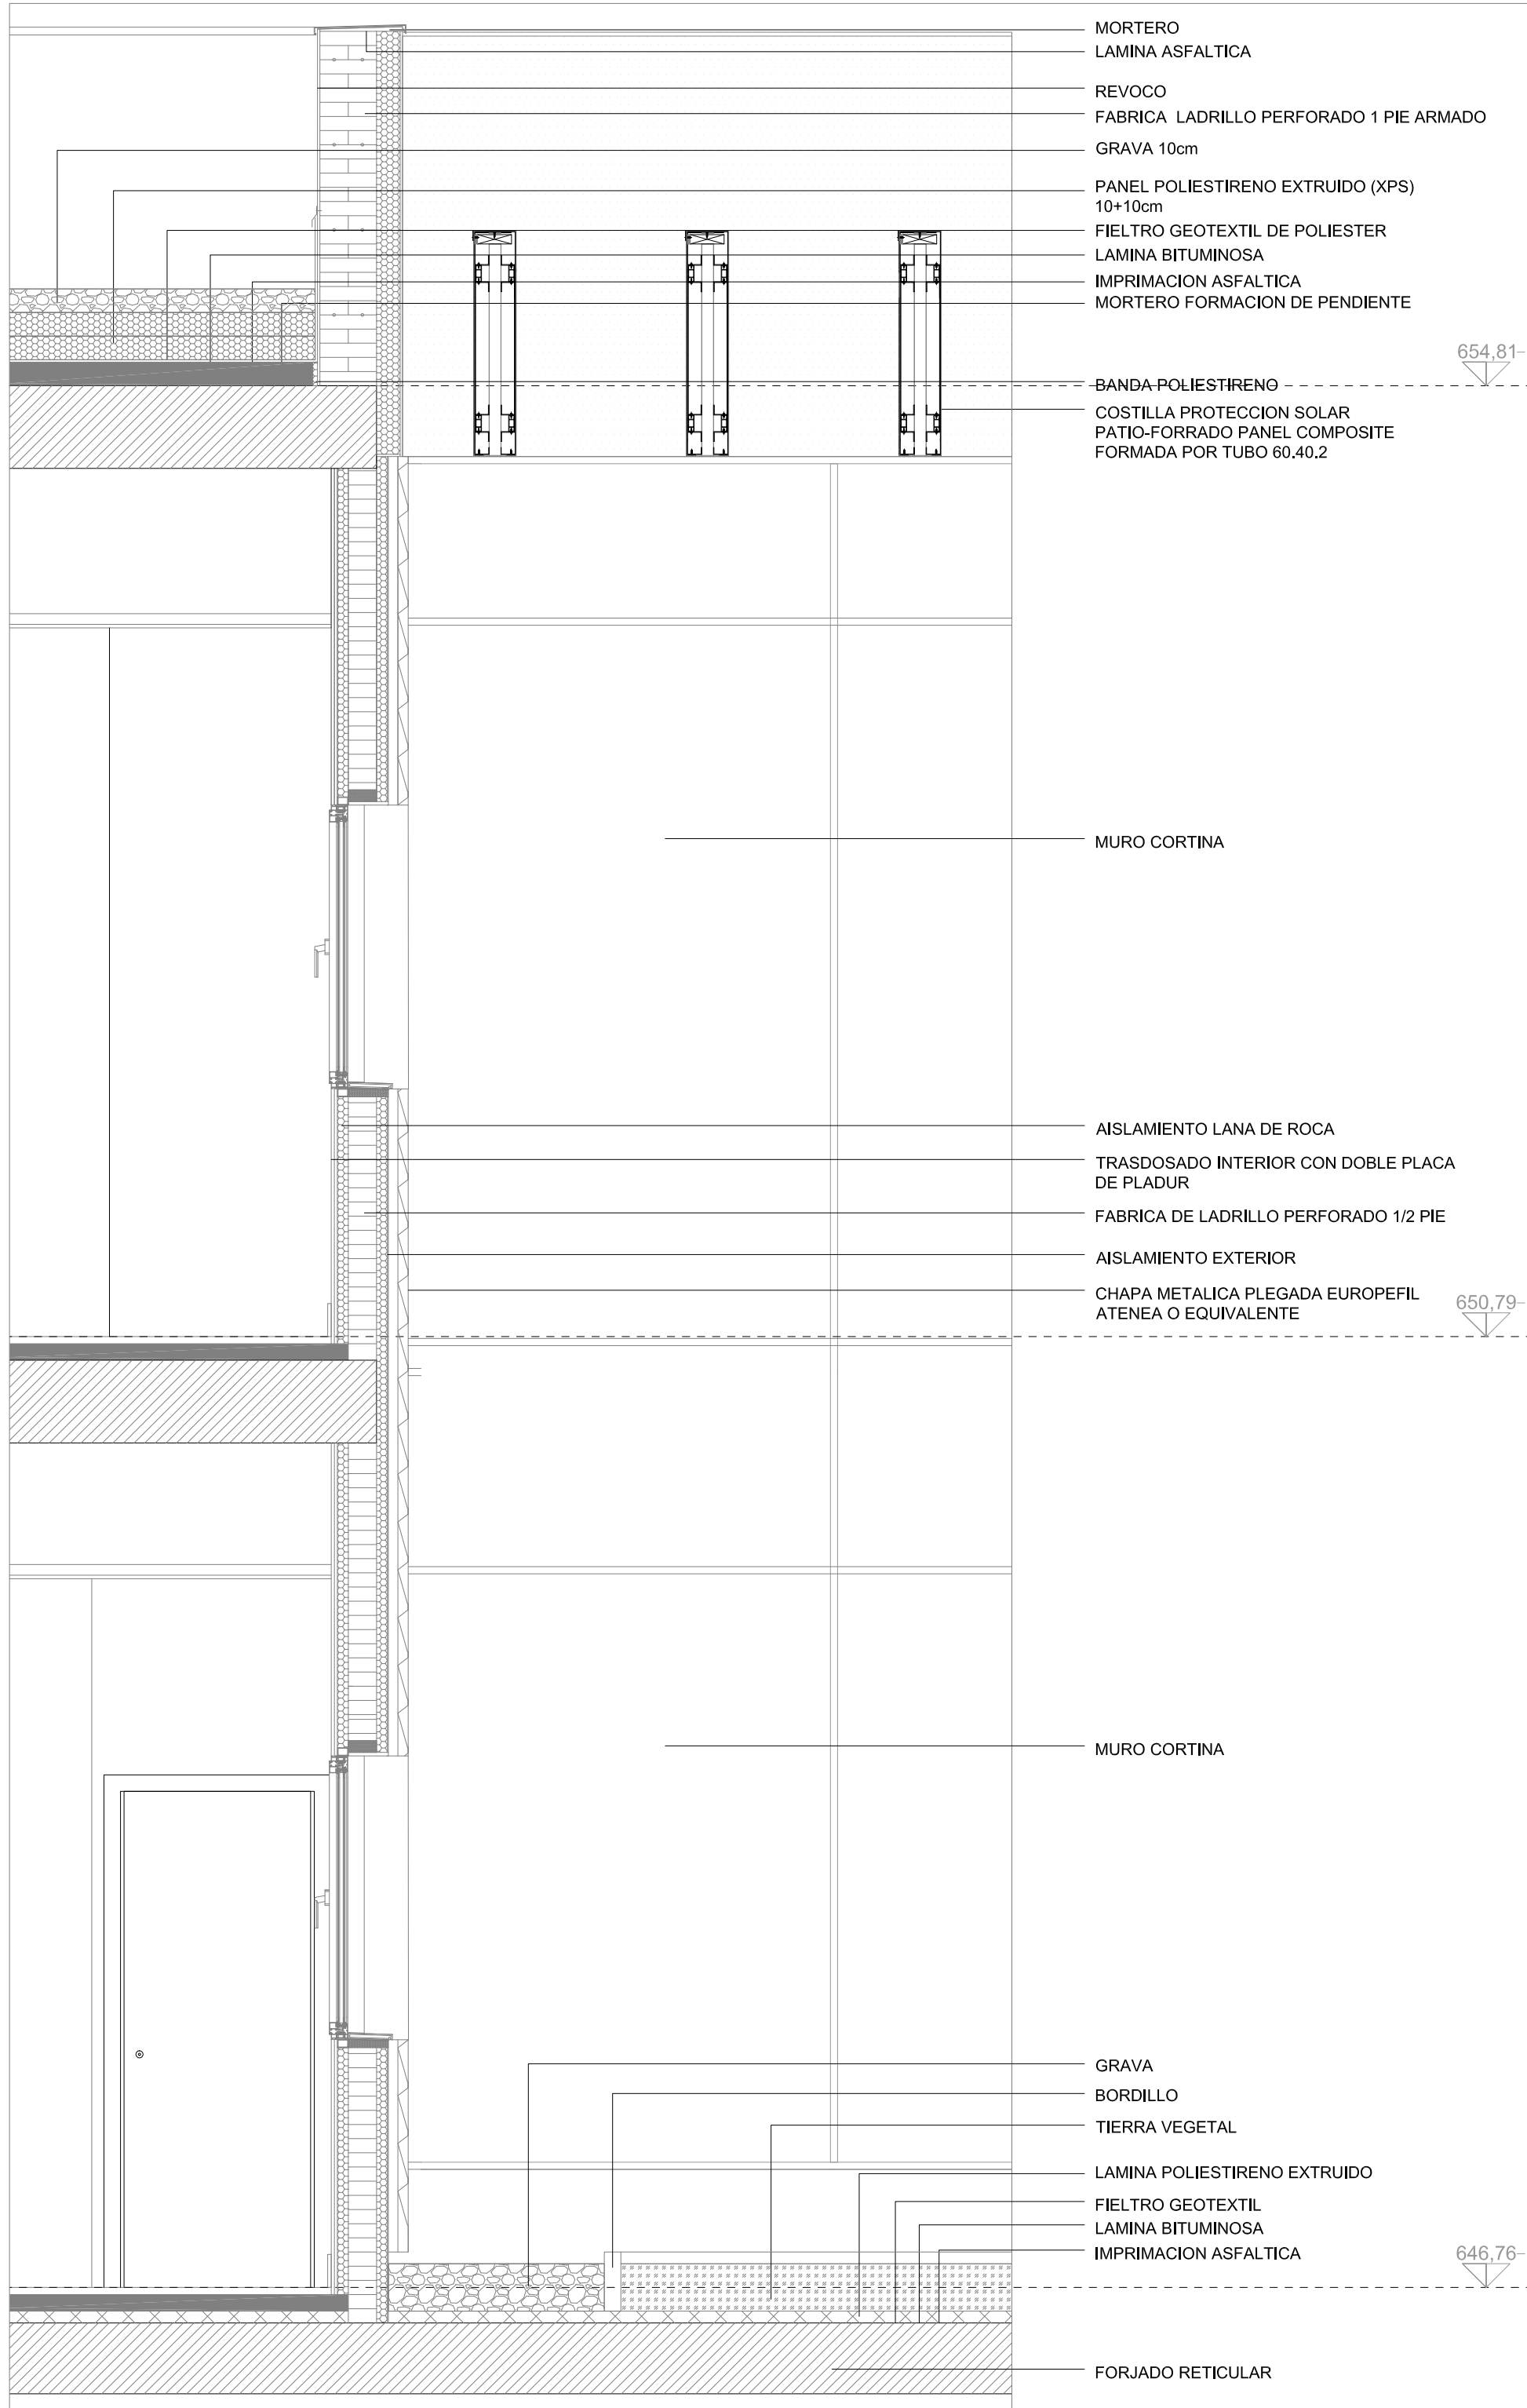 MORTERO
LAMINA ASFALTICA
REVOCO
FABRICA LADRILLO PERFORADO 1 PIE ARMADO
GRAVA 10cm
PANEL POLIESTIRENO EXTRUIDO (XPS)
10+10cm
FIELTRO GEOTEXTIL DE POLIESTER
LAMINA BITUMINOSA
IMPRIMACION ASFALTICA
MORTERO FORMACION DE PENDIENTE
654,81
BANDA POLIESTIRENO
COSTILLA PROTECCION SOLAR
PATIO-FORRADO PANEL COMPOSITE
FORMADA POR TUBO 60.40.2
MURO CORTINA
AISLAMIENTO LANA DE ROCA
TRASDOSADO INTERIOR CON DOBLE PLACA
DE PLADUR
FABRICA DE LADRILLO PERFORADO 1/2 PIE
AISLAMIENTO EXTERIOR
CHAPA METALICA PLEGADA EUROPEFIL
ATENEA O EQUIVALENTE
650,79
MURO CORTINA
GRAVA
BORDILLO
TIERRA VEGETAL
LAMINA POLIESTIRENO EXTRUIDO
FIELTRO GEOTEXTIL
LAMINA BITUMINOSA
IMPRIMACION ASFALTICA
646,76
FORJADO RETICULAR